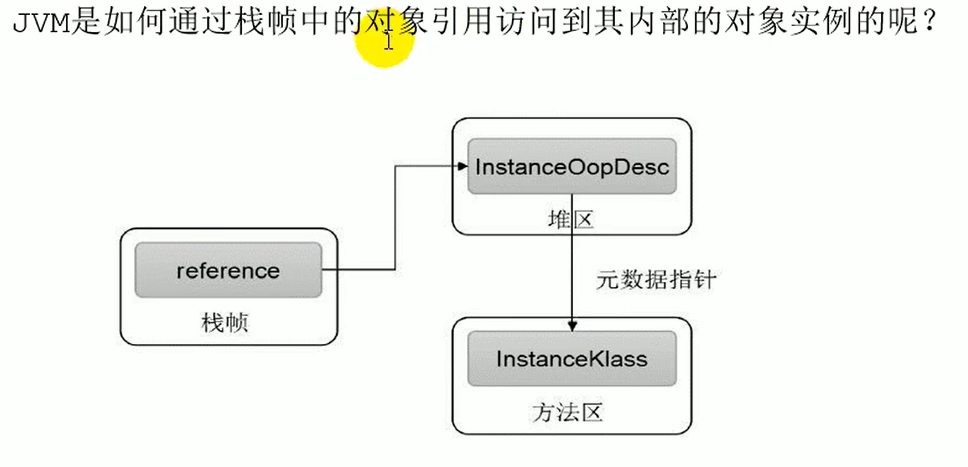 JVM是如何通过栈帧中的对象引用访问到其内部的对象实例的呢？
InstanceOopDesc
堆区
reference
栈帧
元数据指针
InstanceKlass
方法区